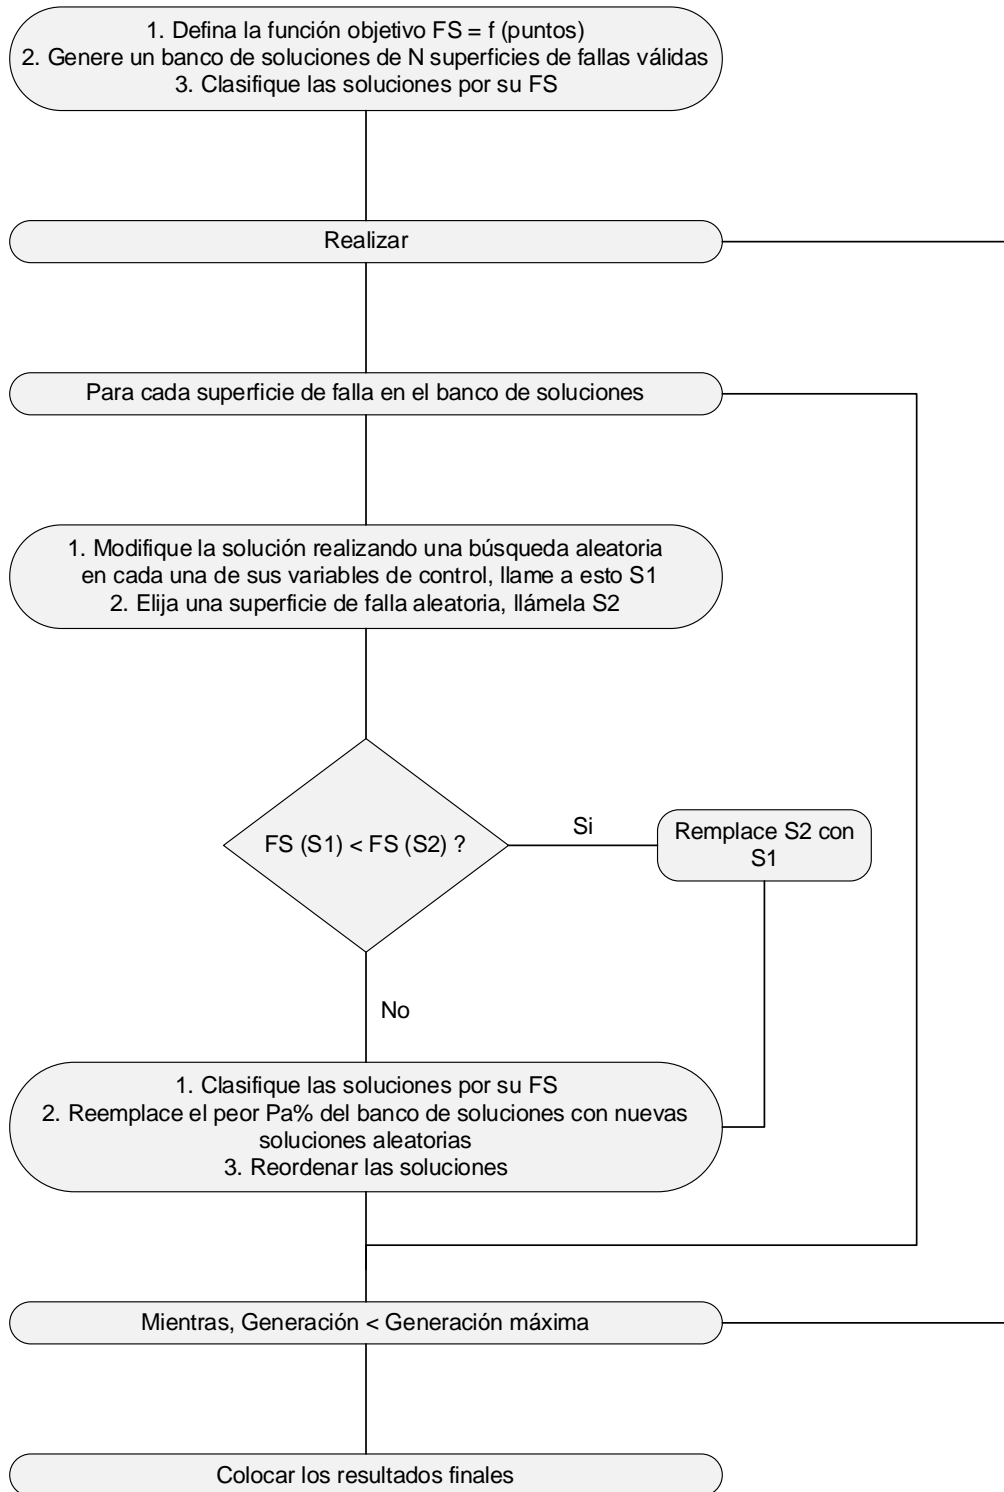 1. Defina la función objetivo FS = f (puntos)
2. Genere un banco de soluciones de N superficies de fallas válidas
3. Clasifique las soluciones por su FS
Realizar
Para cada superficie de falla en el banco de soluciones
1. Modifique la solución realizando una búsqueda aleatoria
en cada una de sus variables de control, llame a esto S1
2. Elija una superficie de falla aleatoria, llámela S2
FS (S1) < FS (S2) ?
Si
Remplace S2 con
S1
No
1. Clasifique las soluciones por su FS
2. Reemplace el peor Pa% del banco de soluciones con nuevas
soluciones aleatorias
3. Reordenar las soluciones
Mientras, Generación < Generación máxima
Colocar los resultados finales